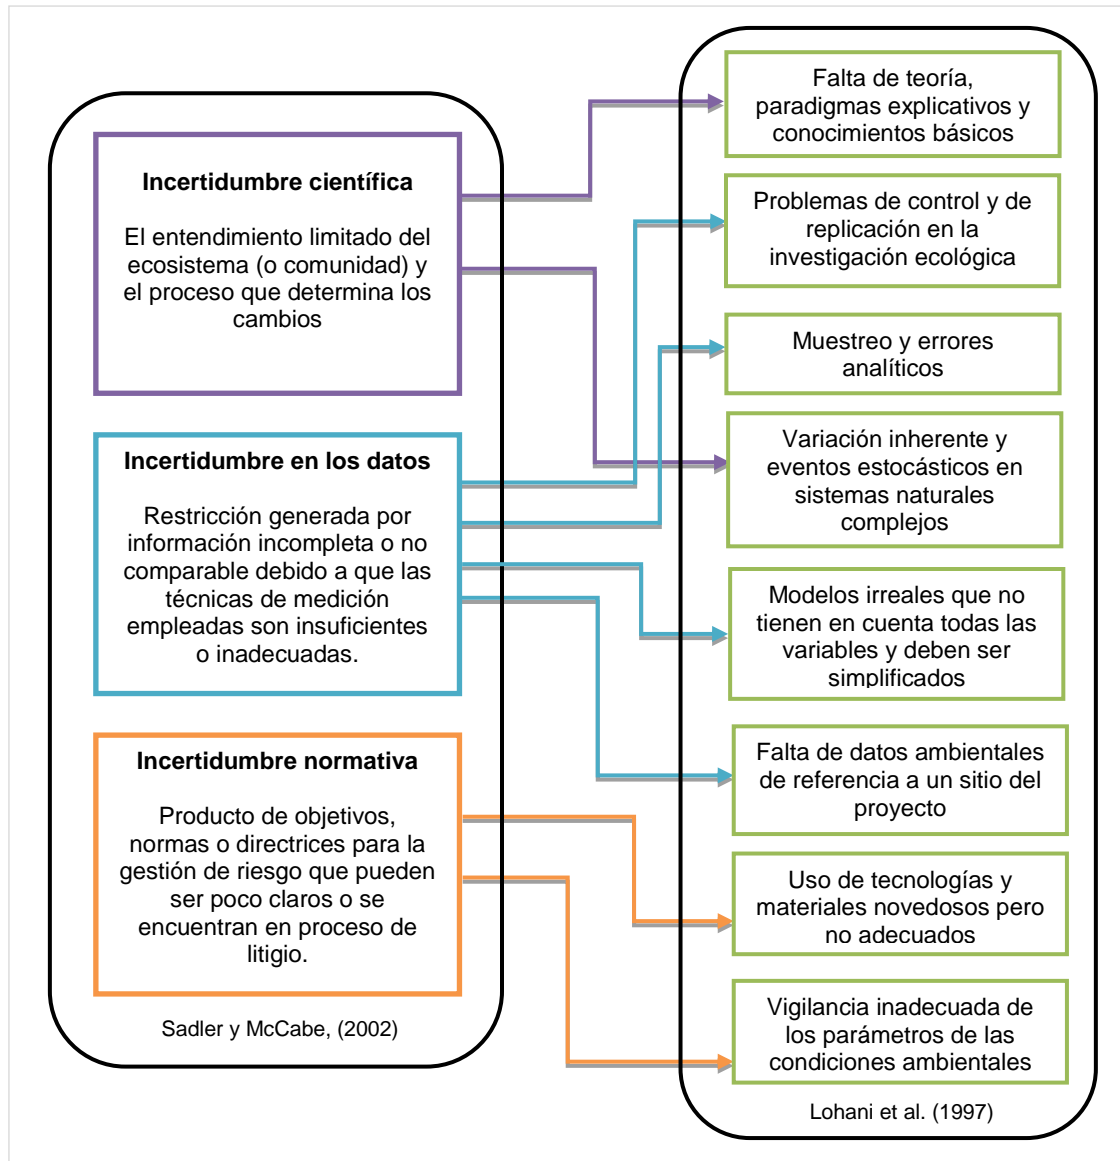 Incertidumbre científica
El entendimiento limitado del
ecosistema (o comunidad) y
el proceso que determina los
cambios
Incertidumbre en los datos
Restricción generada por
información incompleta o no
comparable debido a que las
técnicas de medición
empleadas son insuficientes
o inadecuadas.
Incertidumbre normativa
Producto de objetivos,
normas o directrices para la
gestión de riesgo que pueden
ser poco claros o se
encuentran en proceso de
litigio.
Sadler y McCabe, (2002)
Falta de teoría,
paradigmas explicativos y
conocimientos básicos
Problemas de control y de
replicación en la
investigación ecológica
Muestreo y errores
analíticos
Variación inherente y
eventos estocásticos en
sistemas naturales
complejos
Modelos irreales que no
tienen en cuenta todas las
variables y deben ser
simplificados
Falta de datos ambientales
de referencia a un sitio del
proyecto
Uso de tecnologías y
materiales novedosos pero
no adecuados
Vigilancia inadecuada de
los parámetros de las
condiciones ambientales
Lohani et al. (1997)